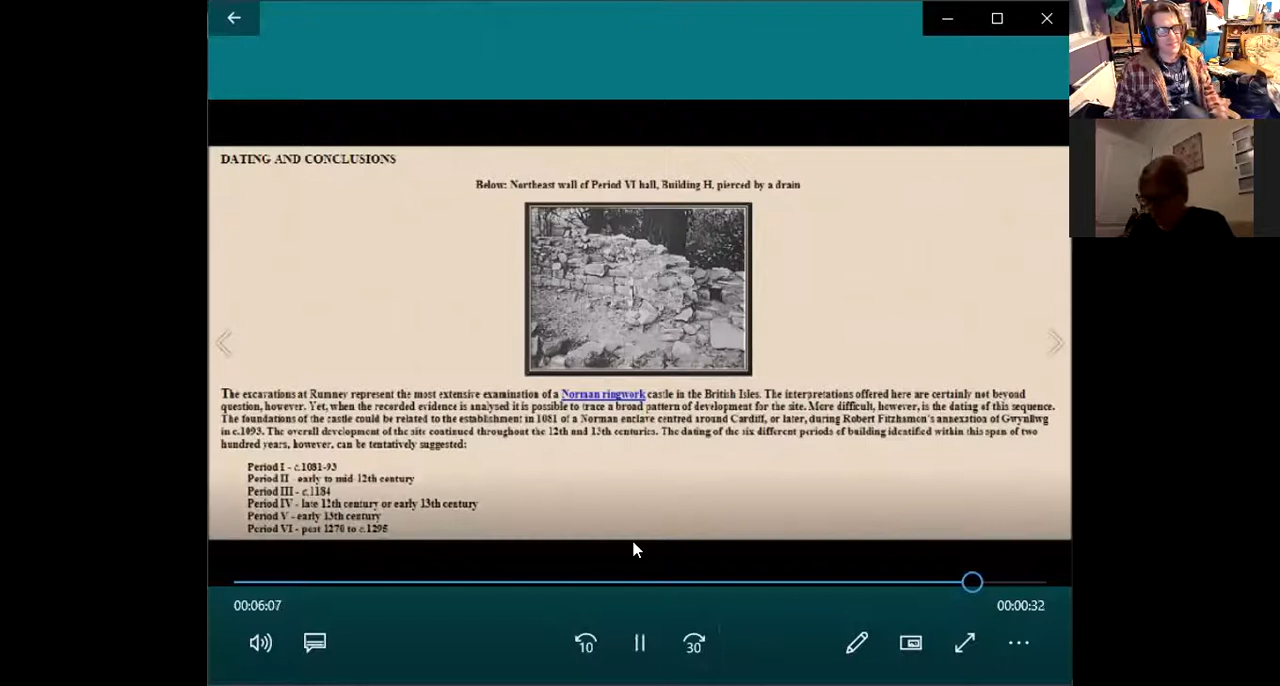 DATING AND CONCLUSIONS
Below: Northeast wall of Period VI hall, Building H, pierced by a drain
The excavations at Rumney represent the most extensive examination of a Norman ringwork castle in the British Isles. The interpretations offered here are certainly not beyond
question, however. Yet, when the recorded evidence is analysed it is possible to trace a broad pattern of development for the site. More difficult, however, is the dating of this sequence.
The foundations of the castle could be related to the establishment in 1081 of a Norman enclave centred around Cardiff, or later, during Robert Fitzhamon's annexation of Gwynllwg
in c.1093. The overall development of the site continued throughout the 12th and 13th centuries. The dating of the six different periods of building identified within this span of two
hundred years, however, can be tentatively suggested:
Period I - c.1081-93
Period II - early to mid-12th century
Period III - c.1184
Period IV - late 12th century or early 13th century
Period V - early 13th century
Period VI - post 1270 to c.1295
00:06:07
00:00:32
10
30